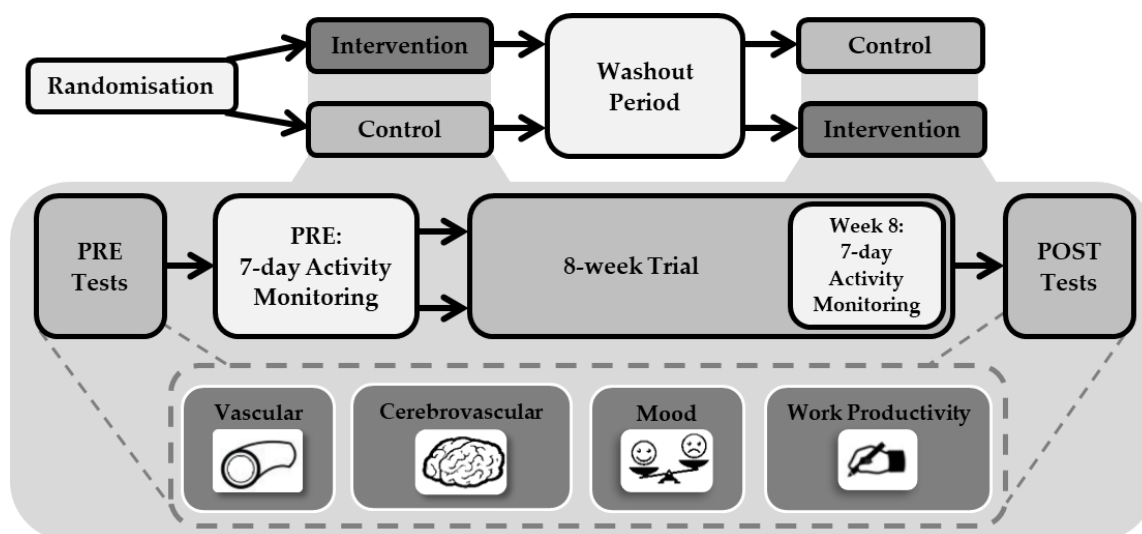 Intervention
Control
Randomisation
Washout
Period
Control
Intervention
PRE
Tests
PRE:
7-day Activity
Monitoring
8-week Trial
Week 8:
7-day
Activity
Monitoring
POST
Tests
Vascular
Cerebrovascular
Mood
Work Productivity